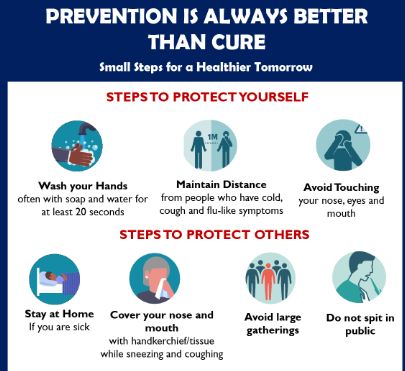 PREVENTION IS ALWAYS BETTER
THAN CURE
Small Steps for a Healthier Tomorrow
STEPS TO PROTECT YOURSELF
1M
Wash your Hands
often with soap and water for
at least 20 seconds
Maintain Distance
from people who have cold,
cough and flu-like symptoms
Avoid Touching
your nose, eyes and
mouth
STEPS TO PROTECT OTHERS
Stay at Home
If you are sick
Cover your nose and
mouth
with handkerchief/tissue
while sneezing and coughing
Avoid large
gatherings
Do not spit in
public